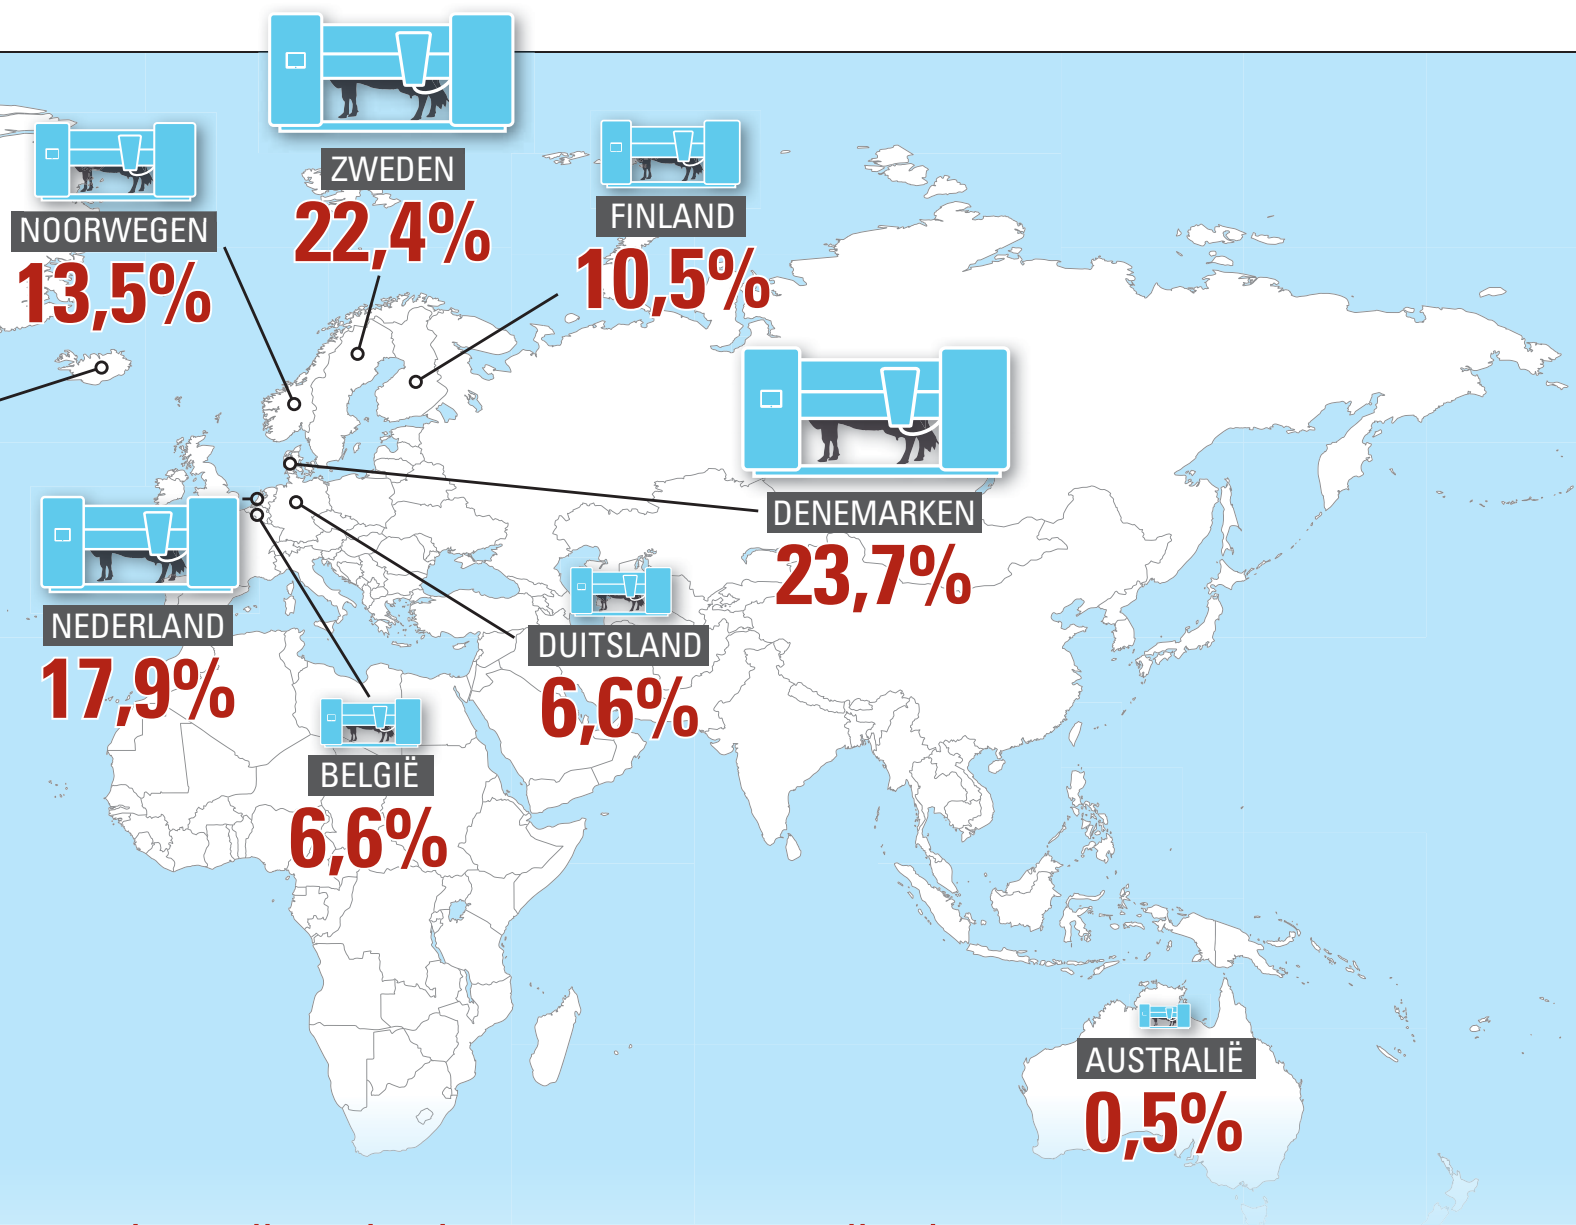 ZWEDEN
22,4%
NOORWEGEN
13,5%
FINLAND
10,5%
DENEMARKEN
23,7%
NEDERLAND
17,9%
DUITSLAND
6,6%
BELGIË
6,6%
AUSTRALIË
0,5%